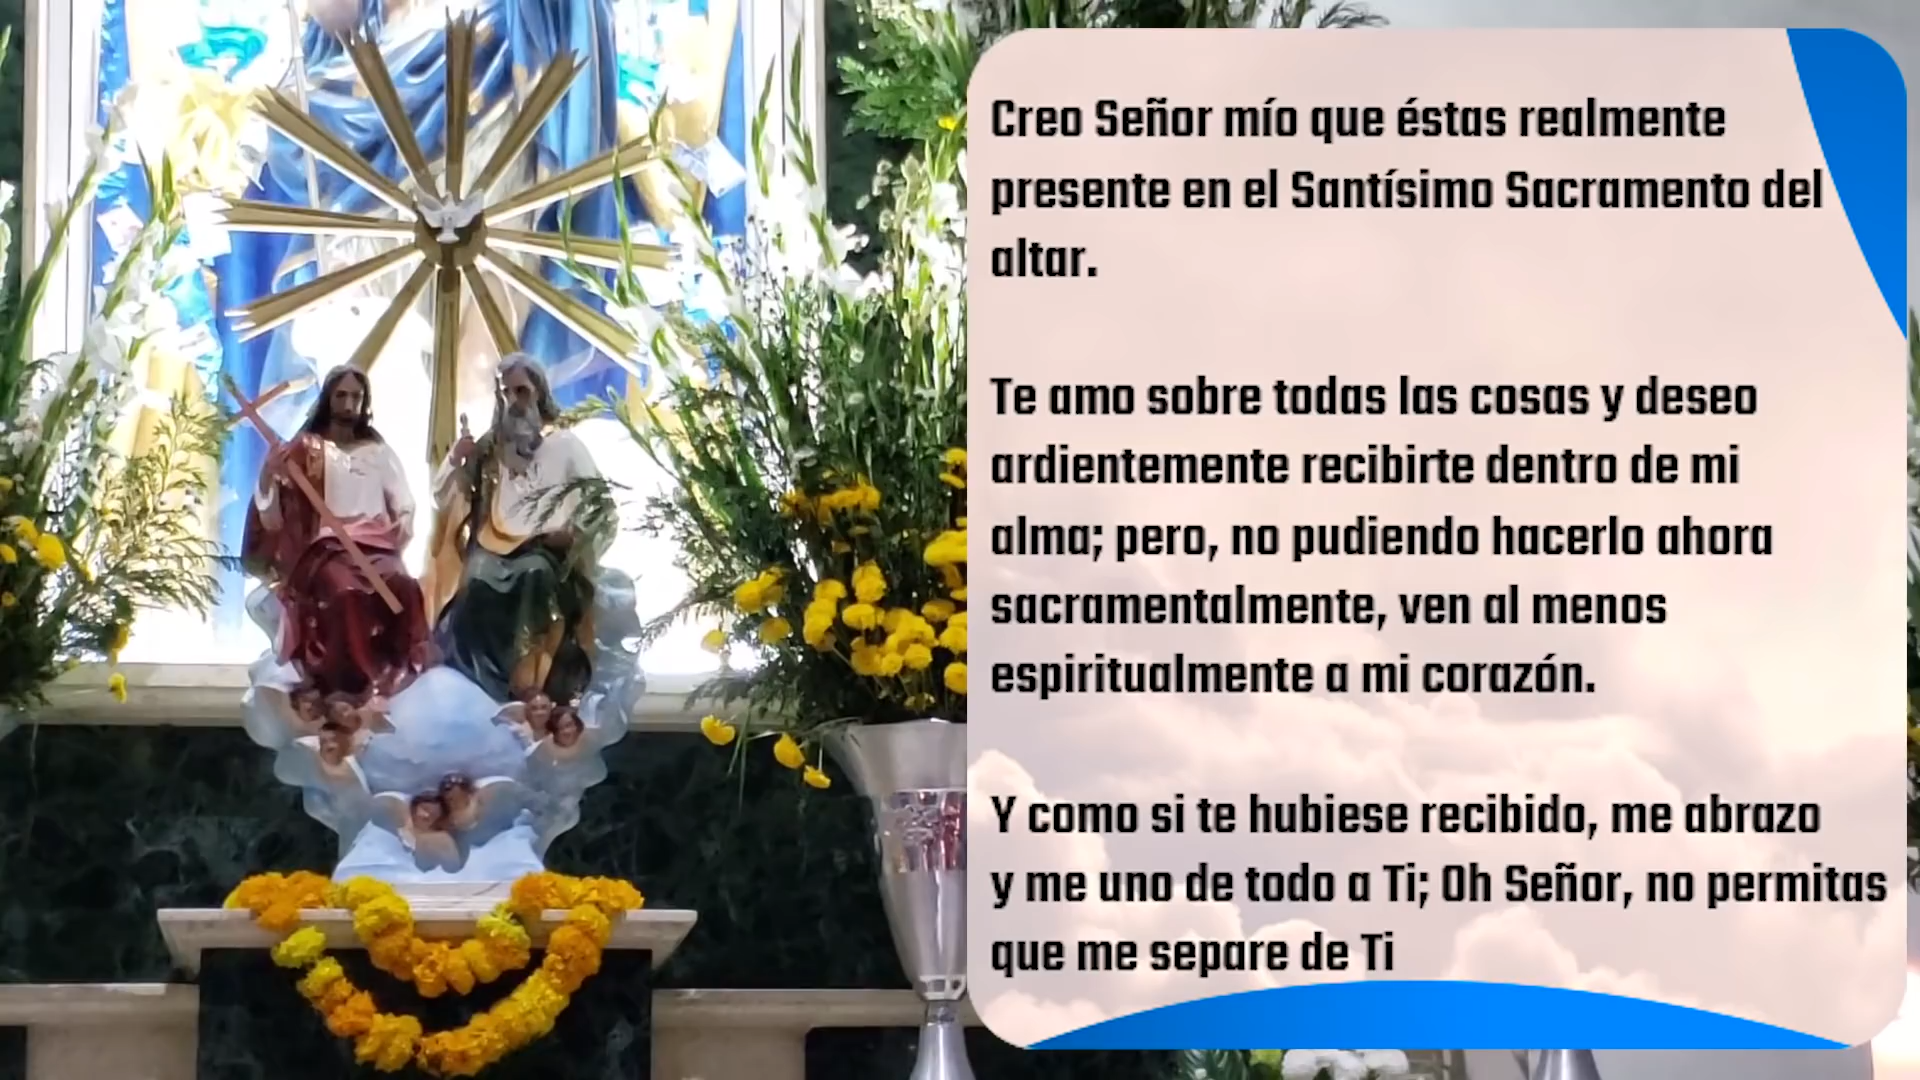 Creo Señor mío que éstas realmente
presente en el Santísimo Sacramento del
altar.
Te amo sobre todas las cosas y deseo
ardientemente recibirte dentro de mi
alma; pero, no pudiendo hacerlo ahora
sacramentalmente, ven al menos
espiritualmente a mi corazón.
Y como si te hubiese recibido, me abrazo
y me uno de todo a Ti; Oh Señor, no permitas
que me separe de Ti